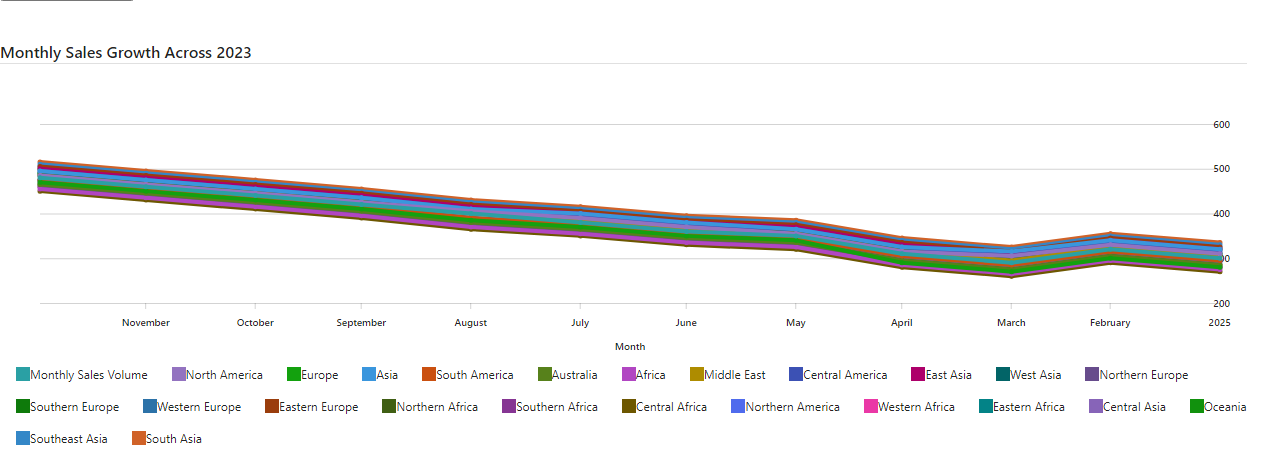 Monthly Sales Growth Across 2023
600
500
400
00
200
November October September August July June May April March February 2025
Month
Monthly Sales Volume North America Europe Asia South America Australia Africa Middle East Central America East Asia West Asia Northern Europe
Southern Europe Western Europe Eastern Europe Northern Africa Southern Africa Central Africa Northern America Western Africa Eastern Africa Central Asia Oceania
Southeast Asia South Asia